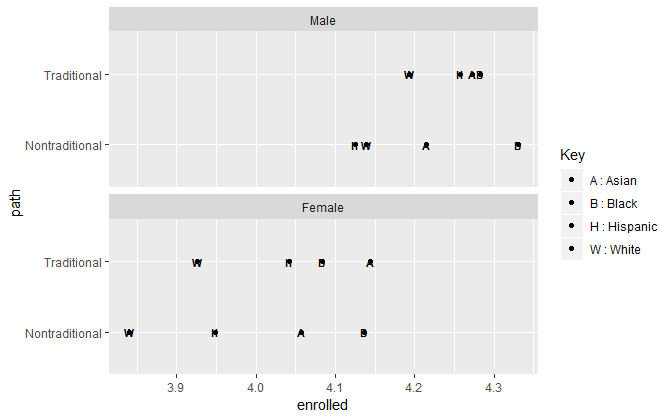 Male
Traditional
W H A B
Nontraditional
H W A B
Female
Traditional
W H B A
Nontraditional
W H A B
3.9 4.0 4.1 4.2 4.3
enrolled
path
Key
A : Asian
B : Black
H : Hispanic
W : White